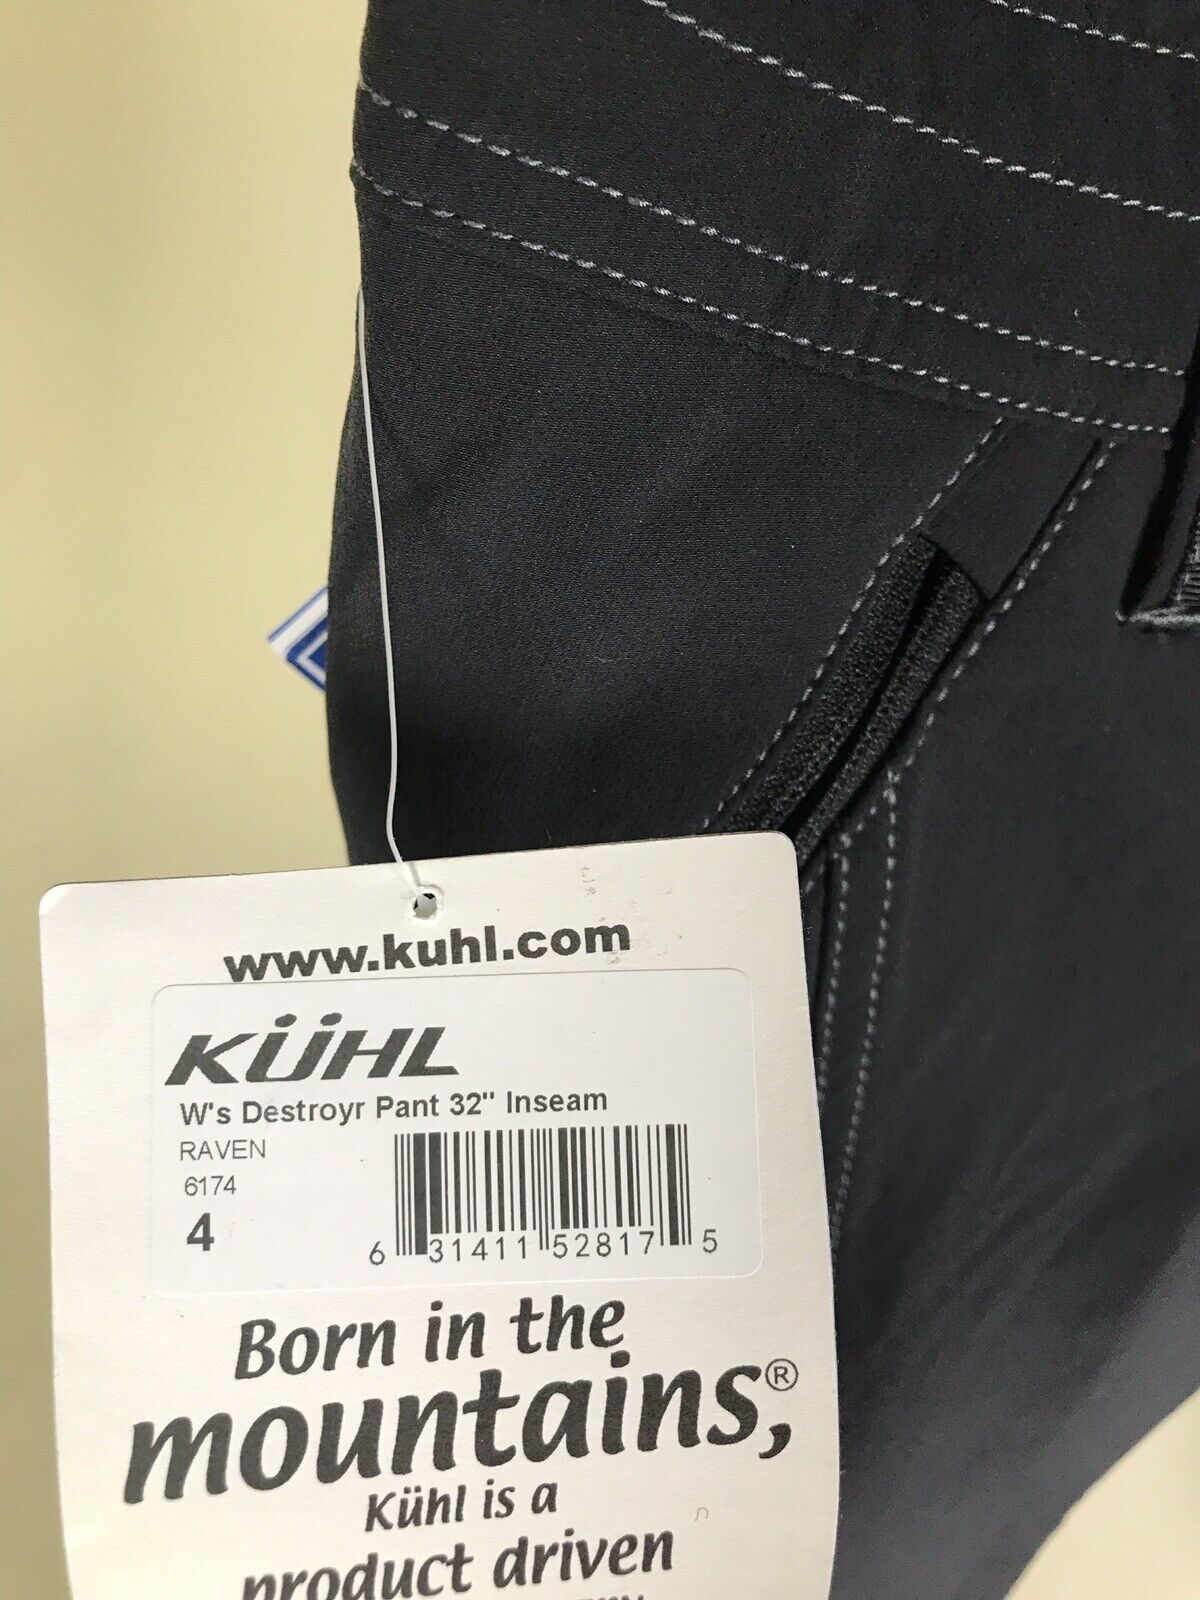 www.kuhl.com
KÜHL
W's Destroyr Pant 32" Inseam
RAVEN
6174
4
6 31411 52817 5
Born in the
mountains,®
Kühl is a
product driven